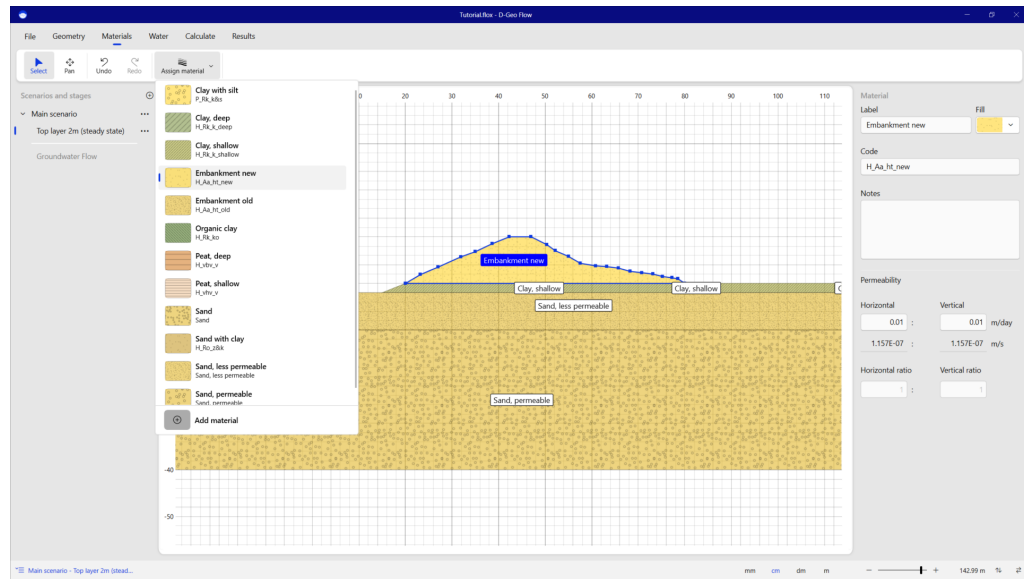 Tutorial.flox - D-Geo Flow
File Geometry Materials Water Calculate Results
Select Pan Undo Redo Assign material
Scenarios and stages
Main scenario
Top layer 2m (steady state)
Groundwater Flow
Clay with silt
P_Rk_k&s
Clay, deep
H_Rk_k_deep
Clay, shallow
H_Rk_k_shallow
Embankment new
H_Aa_ht_new
Embankment old
H_Aa_ht_old
Organic clay
H_Rk_ko
Peat, deep
H_vbv_v
Peat, shallow
H_vhv_v
Sand
Sand
Sand with clay
H_Ro_z&k
Sand, less permeable
Sand, less permeable
Sand, permeable
Sand, permeable
Add material
0 20 30 40 50 60 70 80 90 100 110
Embankment new
Clay, shallow
Clay, shallow
C
Sand, less permeable
Sand, permeable
-40
-50
Material
Label Fill
Embankment new
Code
H_Aa_ht_new
Notes
Permeability
Horizontal Vertical
0.01 : 0.01 m/day
1.157E-07 : 1.157E-07 m/s
Horizontal ratio Vertical ratio
1 : 1
Main scenario - Top layer 2m (stead...
mm cm dm m
142.99 m